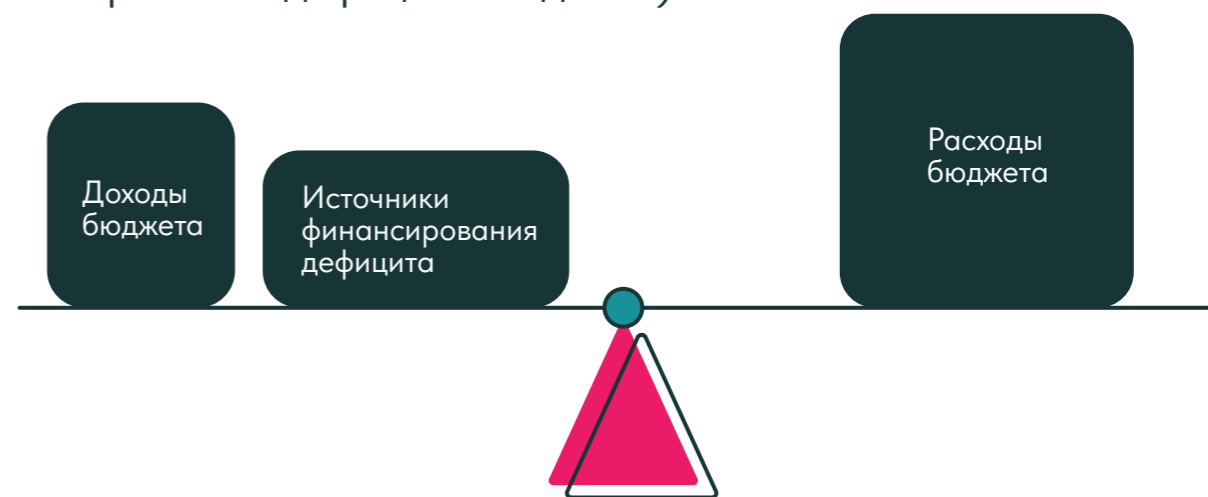 Доходы
бюджета
Источники
финансирования
дефицита
Расходы
бюджета